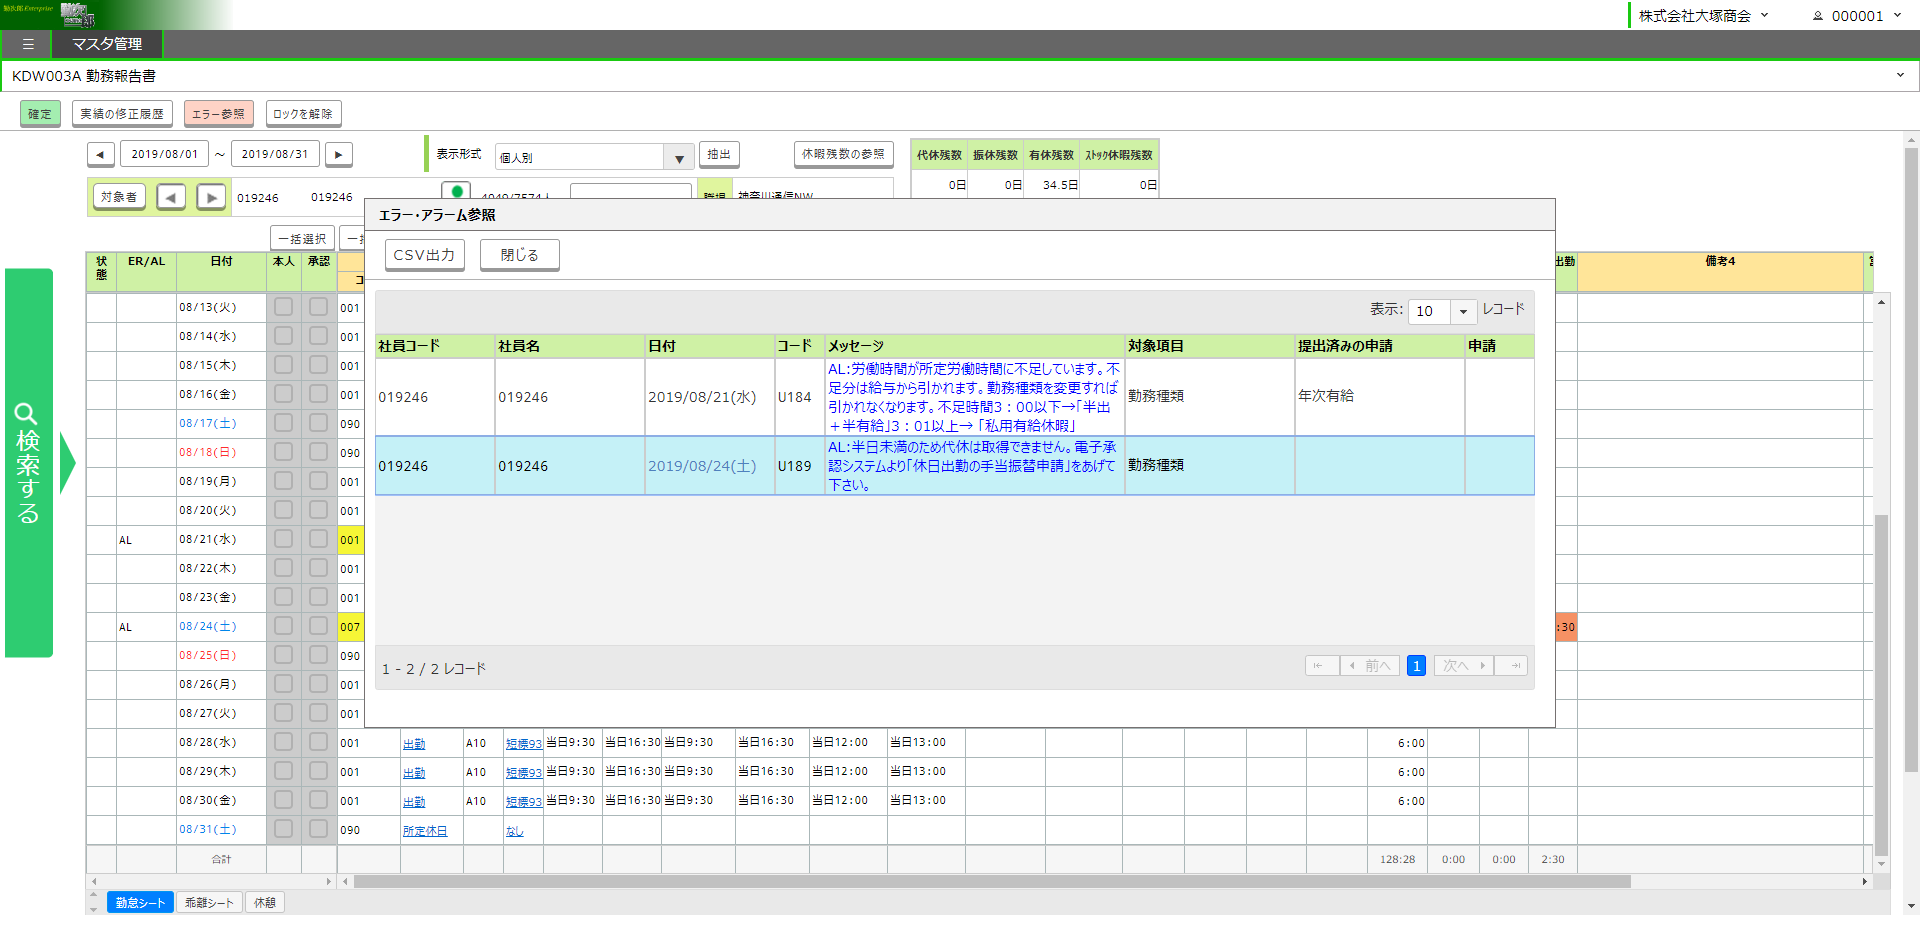 勤次郎Enterprise
株式会社大塚商会 000001
マスタ管理
KDW003A 勤務報告書
確定 実績の修正履歴 エラー参照 ロックを解除
2019/08/01 ～ 2019/08/31 表示形式 個人別 抽出 休暇残数の参照
代休残数 振休残数 有休残数 ストック休暇残数
0日 0日 34.5日 0日
対象者 019246 019246
一括選択
状態 ER/AL 日付 本人 承認 出勤 備考4
エラー・アラーム参照
CSV出力 閉じる
表示: 10 レコード
社員コード 社員名 日付 コード メッセージ 対象項目 提出済みの申請 申請
019246 019246 2019/08/21(水) U184 勤務種類 年次有給
AL:労働時間が所定労働時間に不足しています。不
足分は給与から引かれます。勤務種類を変更すれば
引かれなくなります。不足時間3：00以下→「半出
＋半有給」3：01以上→「私用有給休暇」
019246 019246 2019/08/24(土) U189 勤務種類
AL:半日未満のため代休は取得できません。電子承
認システムより「休日出勤の手当振替申請」をあげて
下さい。
1 - 2 / 2 レコード
前へ 1 次へ
検索する
08/13(火) 001
08/14(水) 001
08/15(木) 001
08/16(金) 001
08/17(土) 090
08/18(日) 090
08/19(月) 001
08/20(火) 001
AL 08/21(水) 001
08/22(木) 001
08/23(金) 001
AL 08/24(土) 007 :30
08/25(日) 090
08/26(月) 001
08/27(火) 001
08/28(水) 001 出勤 A10 短標93 当日9:30 当日16:30 当日9:30 当日16:30 当日12:00 当日13:00 6:00
08/29(木) 001 出勤 A10 短標93 当日9:30 当日16:30 当日9:30 当日16:30 当日12:00 当日13:00 6:00
08/30(金) 001 出勤 A10 短標93 当日9:30 当日16:30 当日9:30 当日16:30 当日12:00 当日13:00 6:00
08/31(土) 090 所定休日 なし
合計 128:28 0:00 0:00 2:30
勤怠シート 乖離シート 休憩